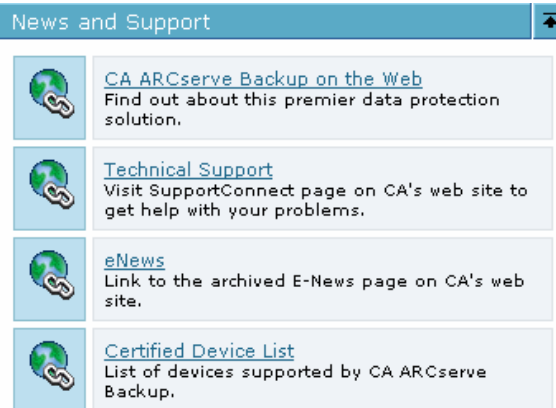 News and Support
CA ARCserve Backup on the Web
Find out about this premier data protection
solution.
Technical Support
Visit SupportConnect page on CA's web site to
get help with your problems.
eNews
Link to the archived E-News page on CA's web
site.
Certified Device List
List of devices supported by CA ARCserve
Backup.